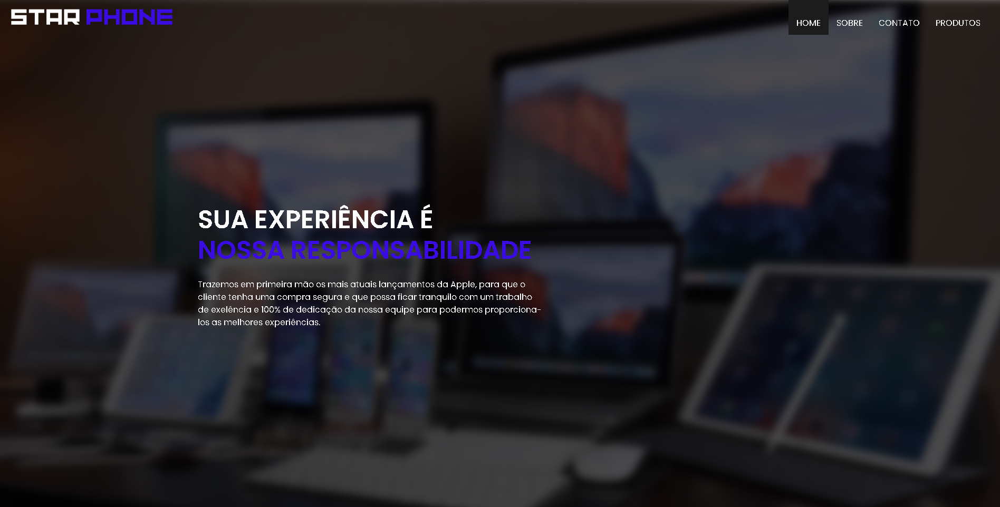 STAR PHONE
HOME SOBRE CONTATO PRODUTOS
SUA EXPERIÊNCIA É
NOSSA RESPONSABILIDADE
Trazemos em primeira mão os mais atuais lançamentos da Apple, para que o
cliente tenha uma compra segura e que possa ficar tranquilo com um trabalho
de exelência e 100% de dedicação da nossa equipe para podermos proporciona-
los as melhores experiências.